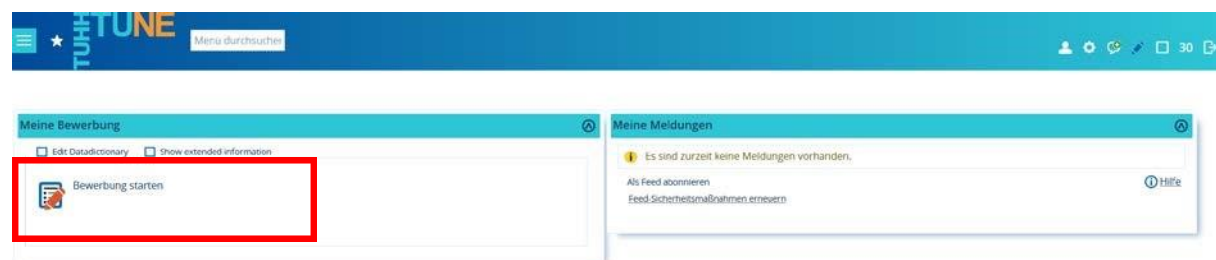 TUHH
TUNE
Menü durchsuchen
30
Meine Bewerbung
Edit Datadictionary
Show extended information
Bewerbung starten
Meine Meldungen
Es sind zurzeit keine Meldungen vorhanden.
Als Feed abonnieren
Hilfe
Feed-Sicherheitsmaßnahmen erneuern